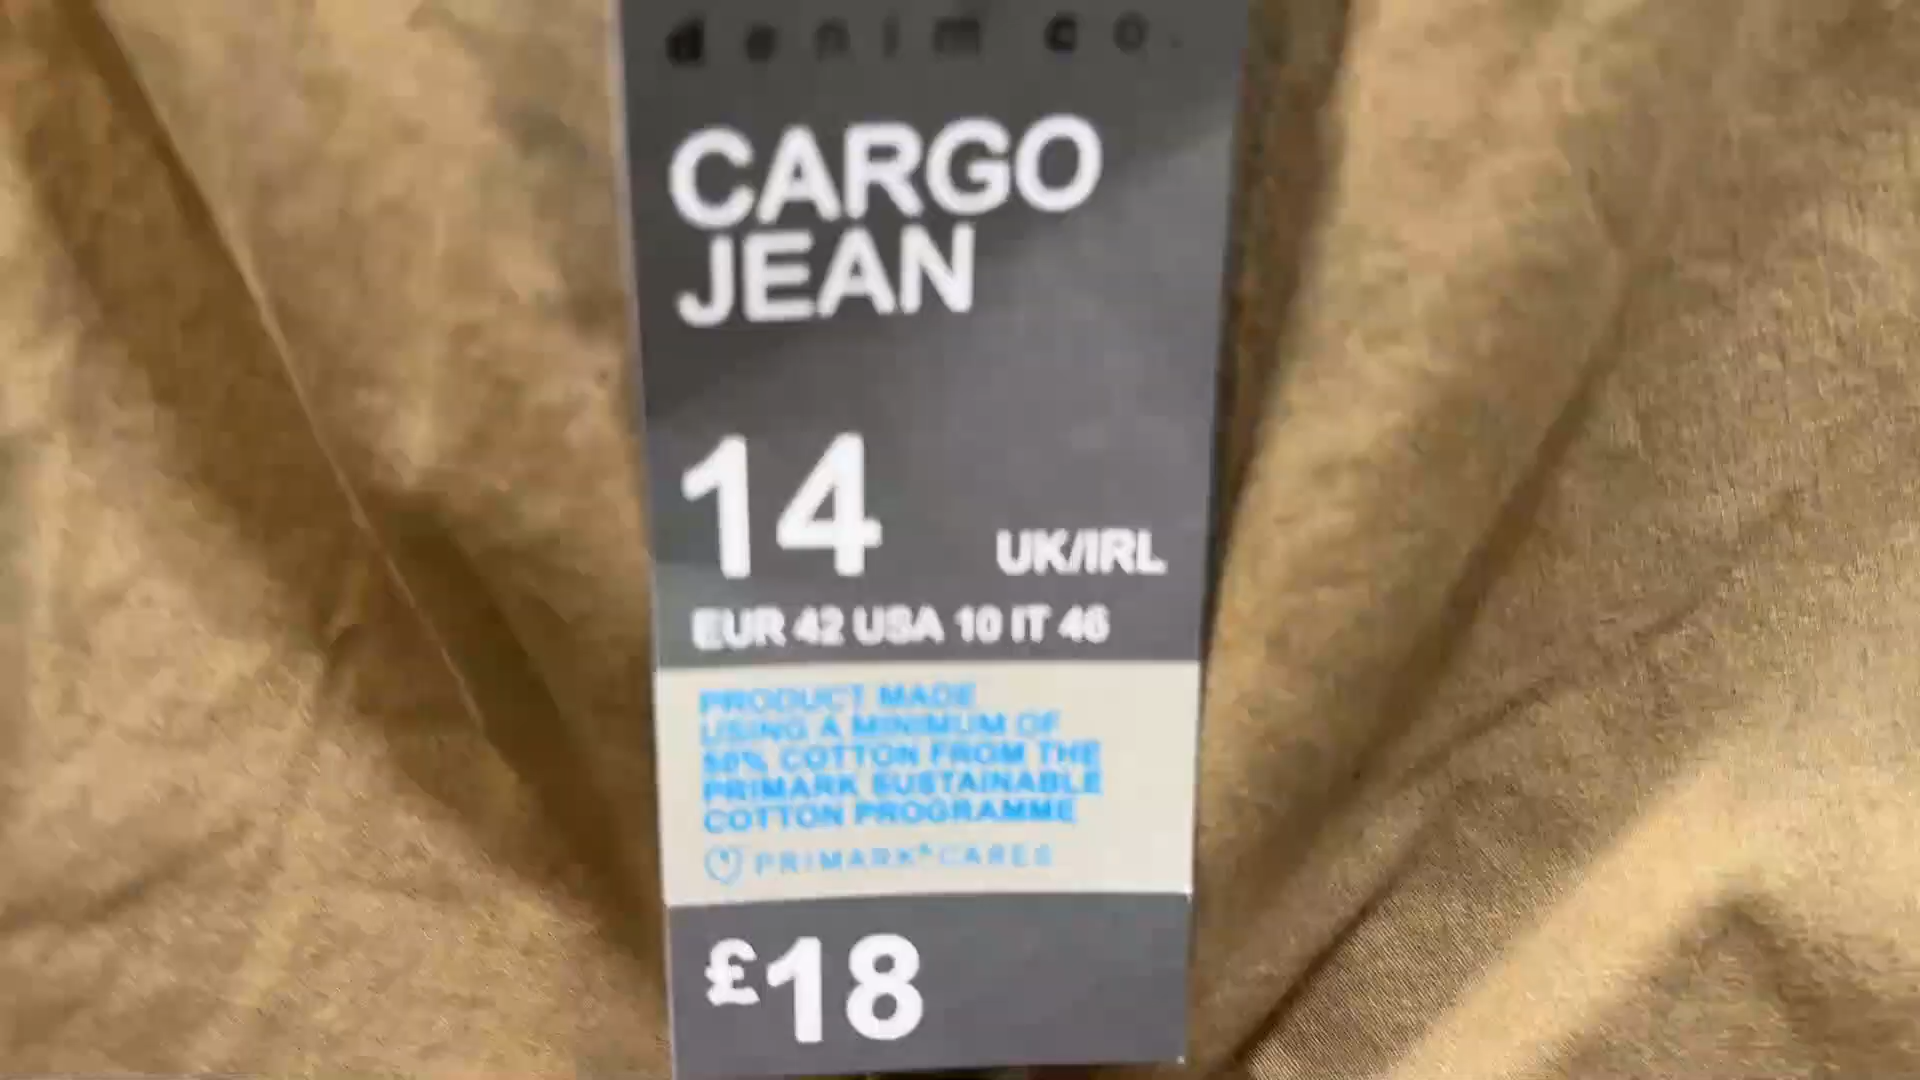 denim co.
CARGO
JEAN
14 UK/IRL
EUR 42 USA 10 IT 46
PRODUCT MADE
USING A MINIMUM OF
50% COTTON FROM THE
PRIMARK SUSTAINABLE
COTTON PROGRAMME
PRIMARK CARES
£18